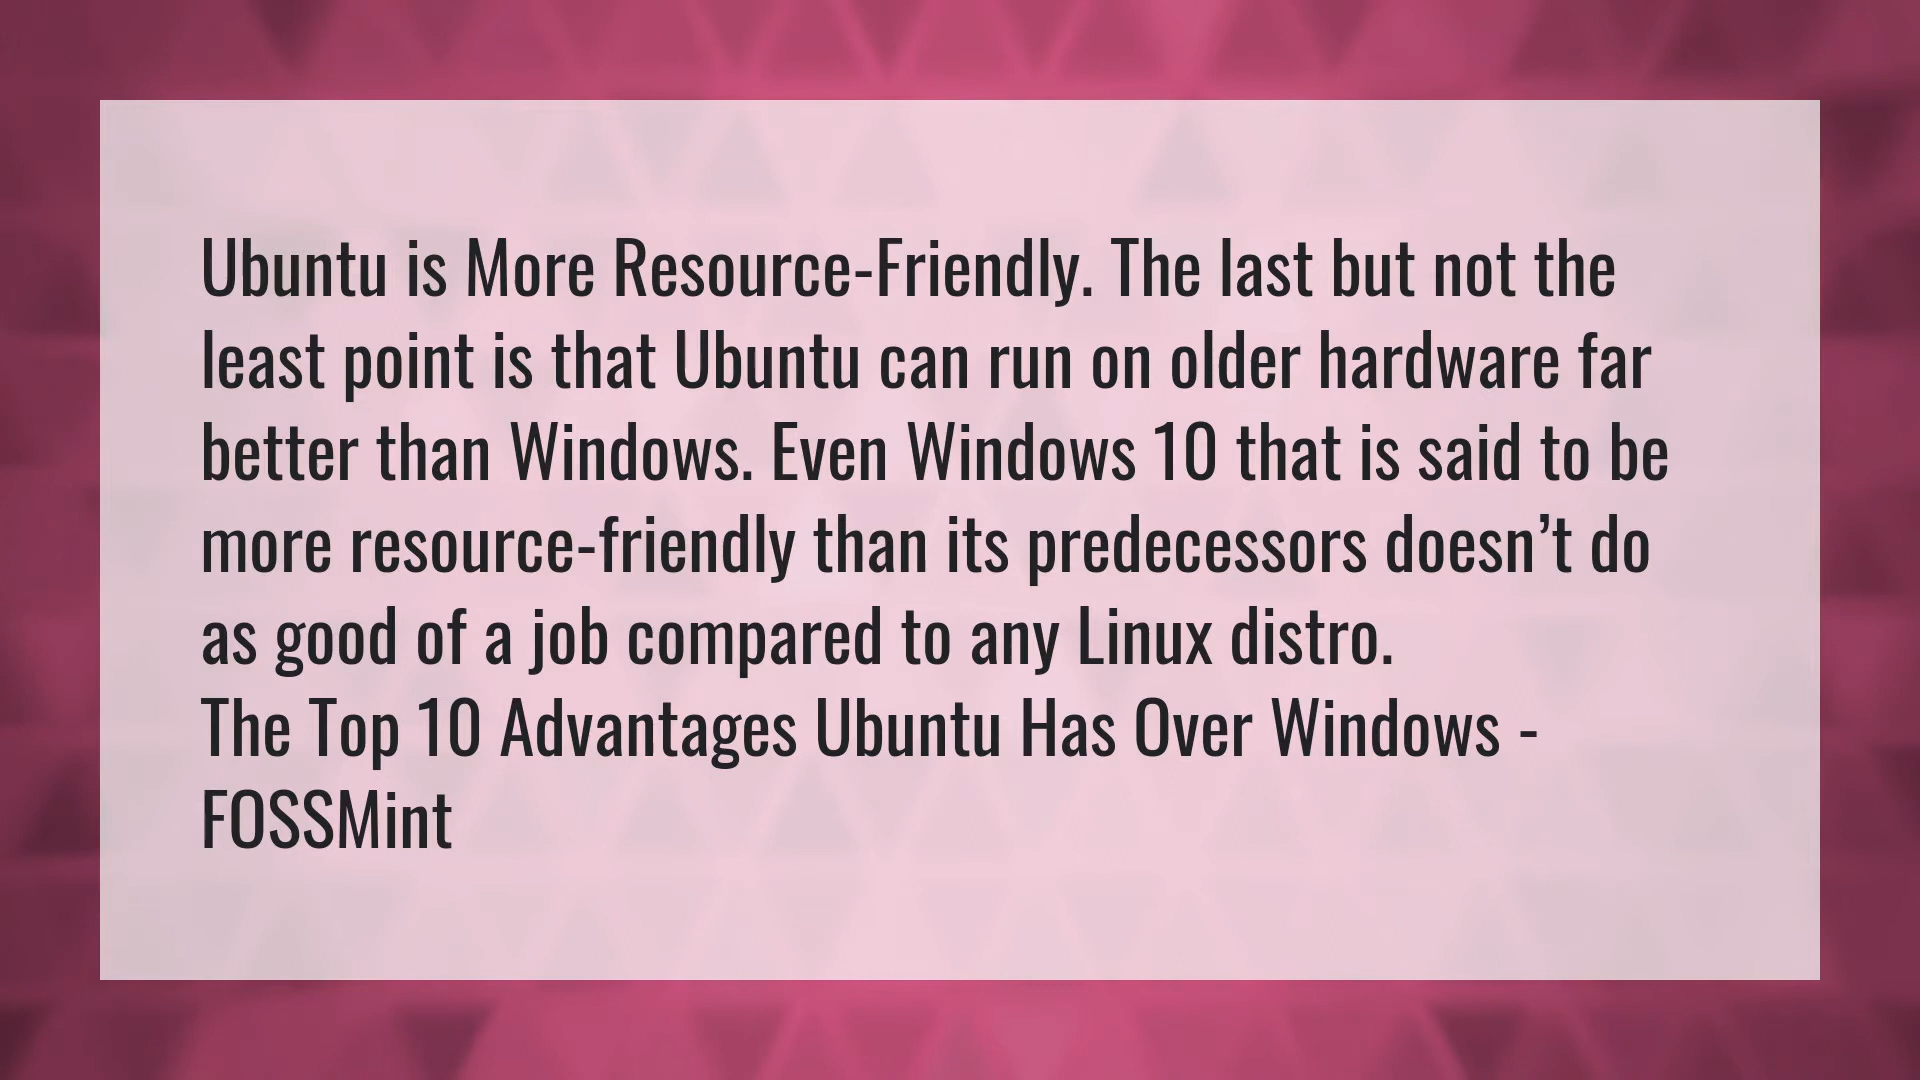 Ubuntu is More Resource-Friendly. The last but not the
least point is that Ubuntu can run on older hardware far
better than Windows. Even Windows 10 that is said to be
more resource-friendly than its predecessors doesn’t do
as good of a job compared to any Linux distro.
The Top 10 Advantages Ubuntu Has Over Windows -
FOSSMint